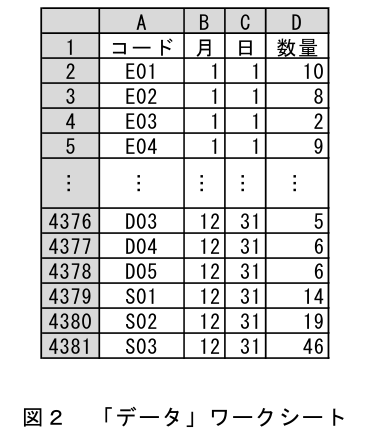 A B C D
1 コード 月 日 数量
2 E01 1 1 10
3 E02 1 1 8
4 E03 1 1 2
5 E04 1 1 9
⋮ ⋮ ⋮ ⋮ ⋮
4376 D03 12 31 5
4377 D04 12 31 6
4378 D05 12 31 6
4379 S01 12 31 14
4380 S02 12 31 19
4381 S03 12 31 46
図2 「データ」ワークシート